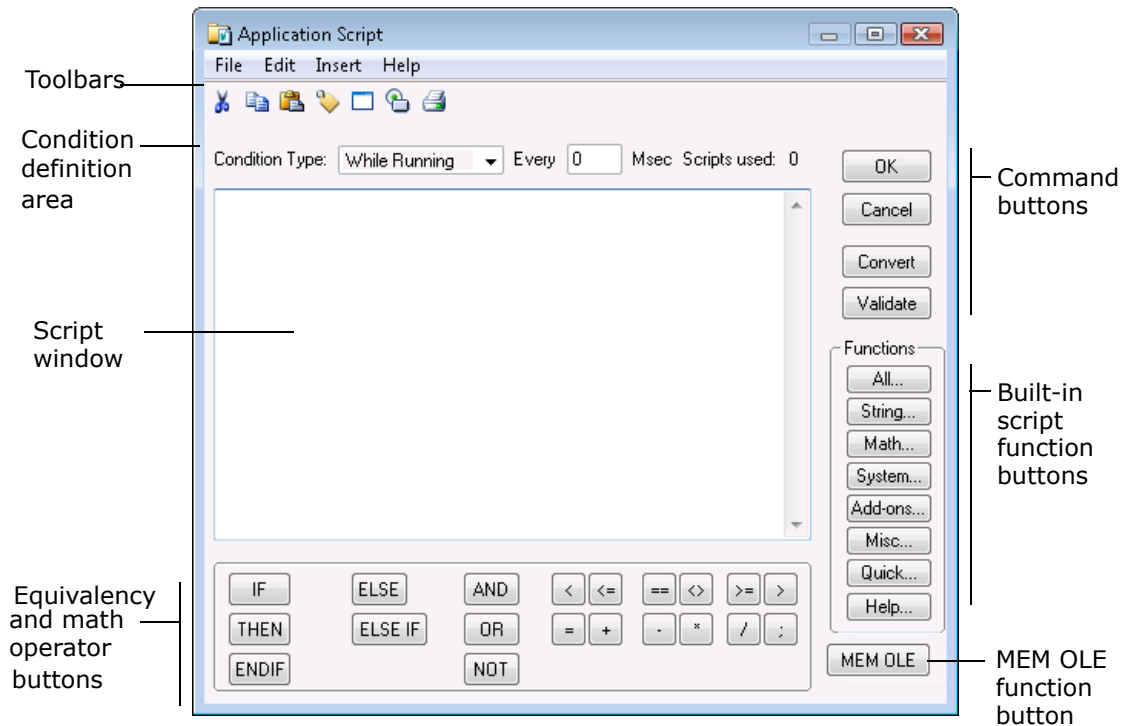 Application Script
File Edit Insert Help
Toolbars
Condition
definition
area
Condition Type: While Running Every 0 Msec Scripts used: 0
OK
Cancel
Convert
Validate
Command
buttons
Script
window
Functions
All...
String...
Math...
System...
Add-ons...
Misc...
Quick...
Help...
Built-in
script
function
buttons
Equivalency
and math
operator
buttons
IF ELSE AND < <= == <> >= >
THEN ELSE IF OR = + - * / ;
ENDIF NOT
MEM OLE
MEM OLE
function
button